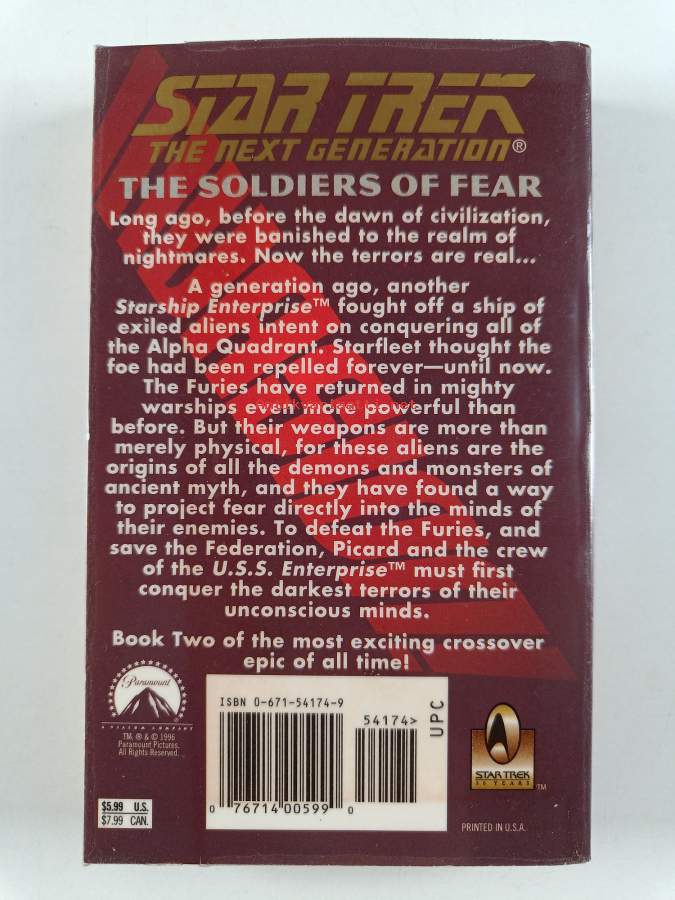 STAR TREK
THE NEXT GENERATION®
THE SOLDIERS OF FEAR
Long ago, before the dawn of civilization,
they were banished to the realm of
nightmares. Now the terrors are real...
A generation ago, another
Starship Enterprise™ fought off a ship of
exiled aliens intent on conquering all of
the Alpha Quadrant. Starfleet thought the
foe had been repelled forever—until now.
The Furies have returned in mighty
warships even more powerful than
before. But their weapons are more than
merely physical, for these aliens are the
origins of all the demons and monsters of
ancient myth, and they have found a way
to project fear directly into the minds of
their enemies. To defeat the Furies, and
save the Federation, Picard and the crew
of the U.S.S. Enterprise™ must first
conquer the darkest terrors of their
unconscious minds.
Book Two of the most exciting crossover
epic of all time!
Paramount
A VIACOM COMPANY
TM, ® & © 1996
Paramount Pictures.
All Rights Reserved.
$5.99 U.S.
$7.99 CAN.
ISBN 0-671-54174-9
54174>
UPC
0 76714 00599 0
STAR TREK
30 YEARS
™
PRINTED IN U.S.A.